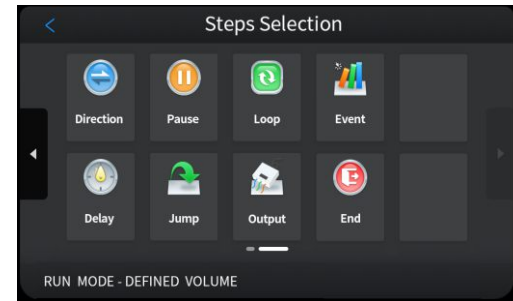 Steps Selection
Direction Pause Loop Event
Delay Jump Output End
RUN MODE - DEFINED VOLUME